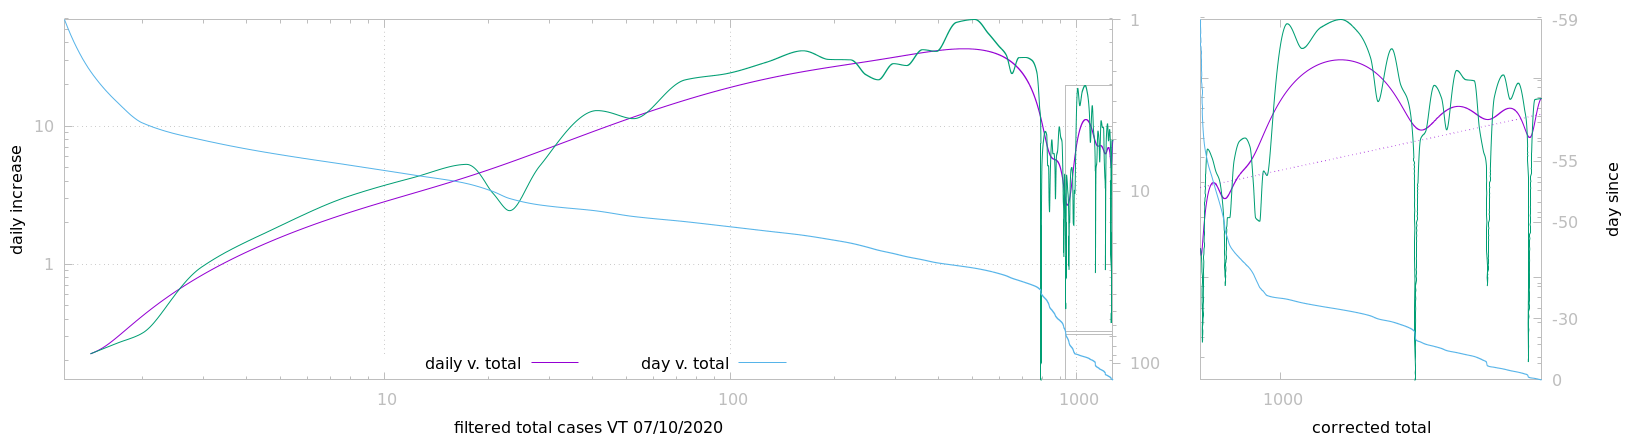 daily increase
10
1
daily v. total
day v. total
10
100
1000
filtered total cases VT 07/10/2020
1
10
100
1000
corrected total
-59
-55
-50
-30
0
day since